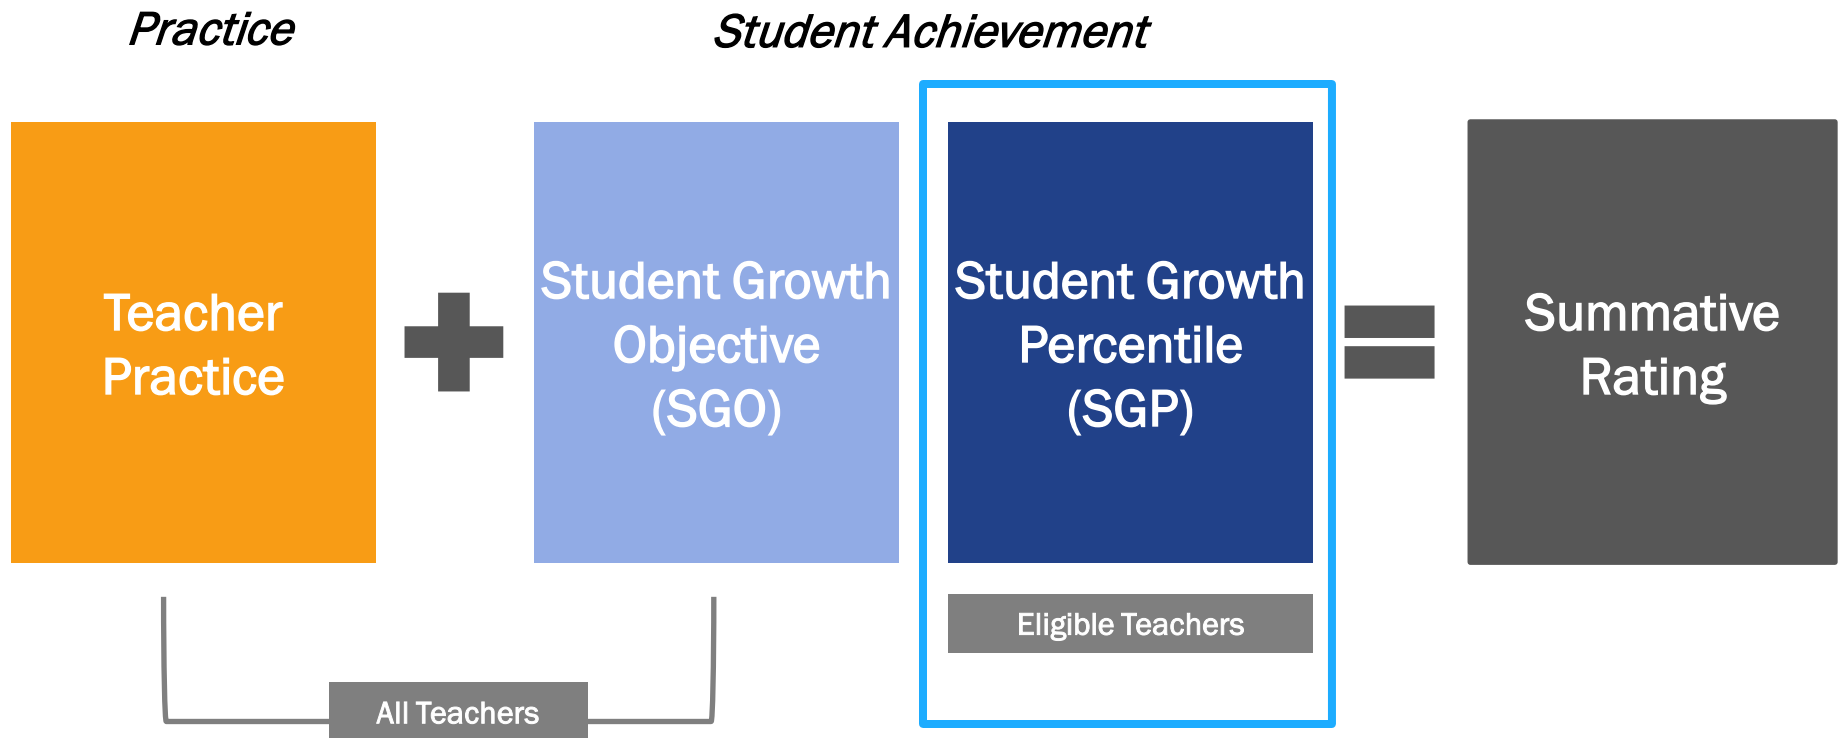 Practice
Student Achievement
Teacher
Practice
Student Growth
Objective
(SGO)
Student Growth
Percentile
(SGP)
Summative
Rating
Eligible Teachers
All Teachers